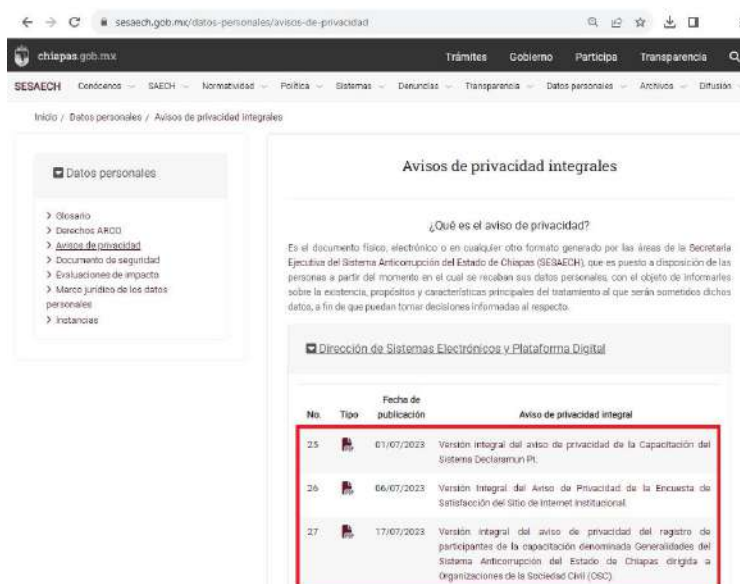 sesaech.gob.mx/datos-personales/avisos-de-privacidad
chiapas.gob.mx
Trámites Gobierno Participa Transparencia
SESAECH Conócenos SAECH Normatividad Política Sistemas Denuncias Transparencia Datos personales Archivos Difusión
Inicio / Datos personales / Avisos de privacidad integrales
Datos personales
> Glosario
> Derechos ARCO
> Avisos de privacidad
> Documento de seguridad
> Evaluaciones de impacto
> Marco jurídico de los datos
personales
> Instancias
Avisos de privacidad integrales
¿Qué es el aviso de privacidad?
Es el documento físico, electrónico o en cualquier otro formato generado por las áreas de la Secretaría
Ejecutiva del Sistema Anticorrupción del Estado de Chiapas (SESAECH), que es puesto a disposición de las
personas a partir del momento en el cual se recaban sus datos personales, con el objeto de informarles
sobre la existencia, propósitos y características principales del tratamiento al que serán sometidos dichos
datos, a fin de que puedan tomar decisiones informadas al respecto.
Dirección de Sistemas Electrónicos y Plataforma Digital
Fecha de
No. Tipo publicación Aviso de privacidad integral
25 01/07/2023 Versión integral del aviso de privacidad de la Capacitación del
Sistema Declaramun Pi.
26 06/07/2023 Versión Integral del Aviso de Privacidad de la Encuesta de
Satisfacción del Sitio de Internet Institucional.
27 17/07/2023 Versión integral del aviso de privacidad del registro de
participantes de la capacitación denominada Generalidades del
Sistema Anticorrupción del Estado de Chiapas dirigida a
Organizaciones de la Sociedad Civil (OSC)